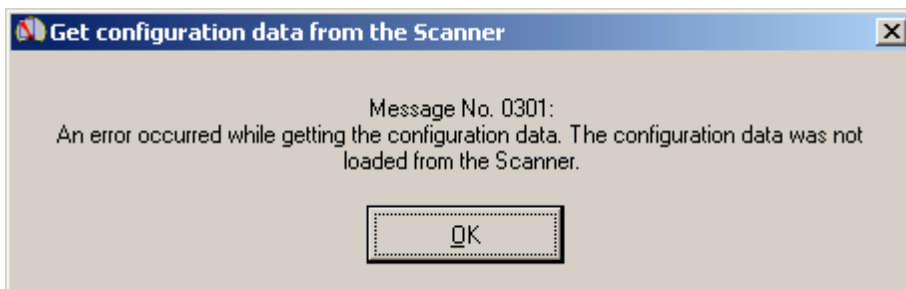 Get configuration data from the Scanner
Message No. 0301:
An error occurred while getting the configuration data. The configuration data was not
loaded from the Scanner.
OK